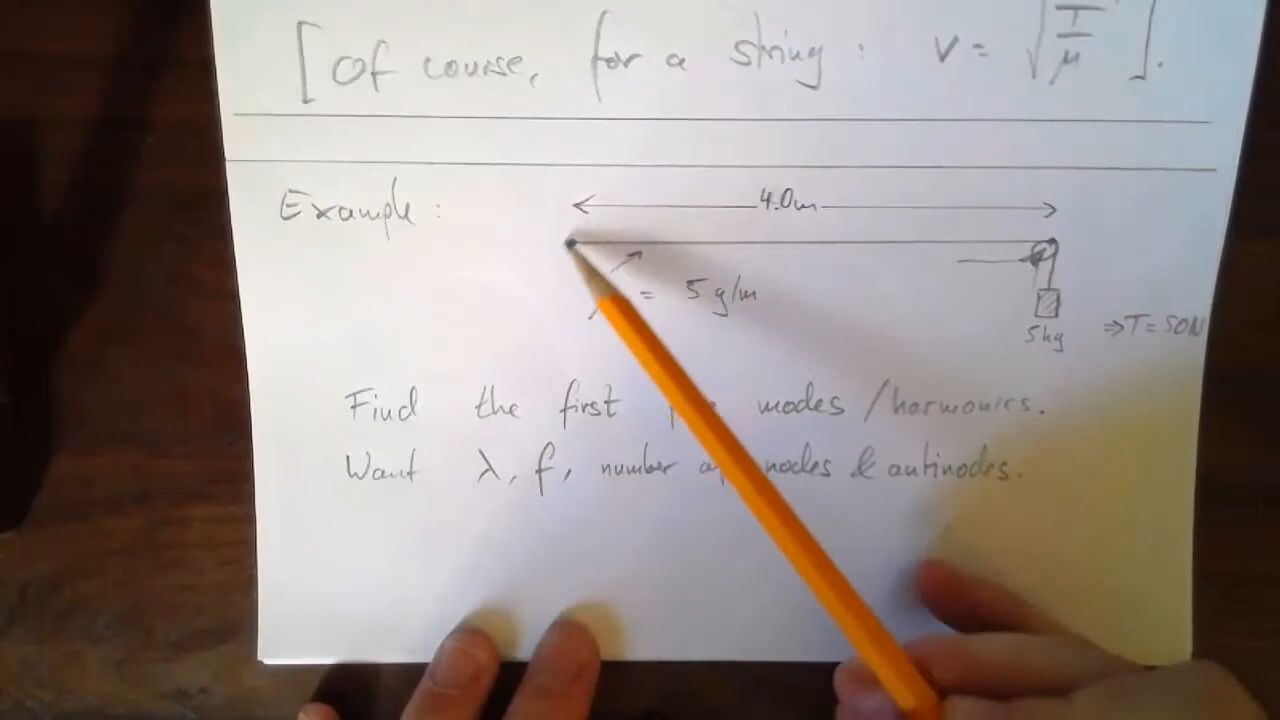 [Of course, for a string : v = √T/μ ].
Example :
4.0m
= 5 g/m
5kg ⇒ T = 50N
Find the first modes / harmonics.
Want λ, f, number nodes & antinodes.